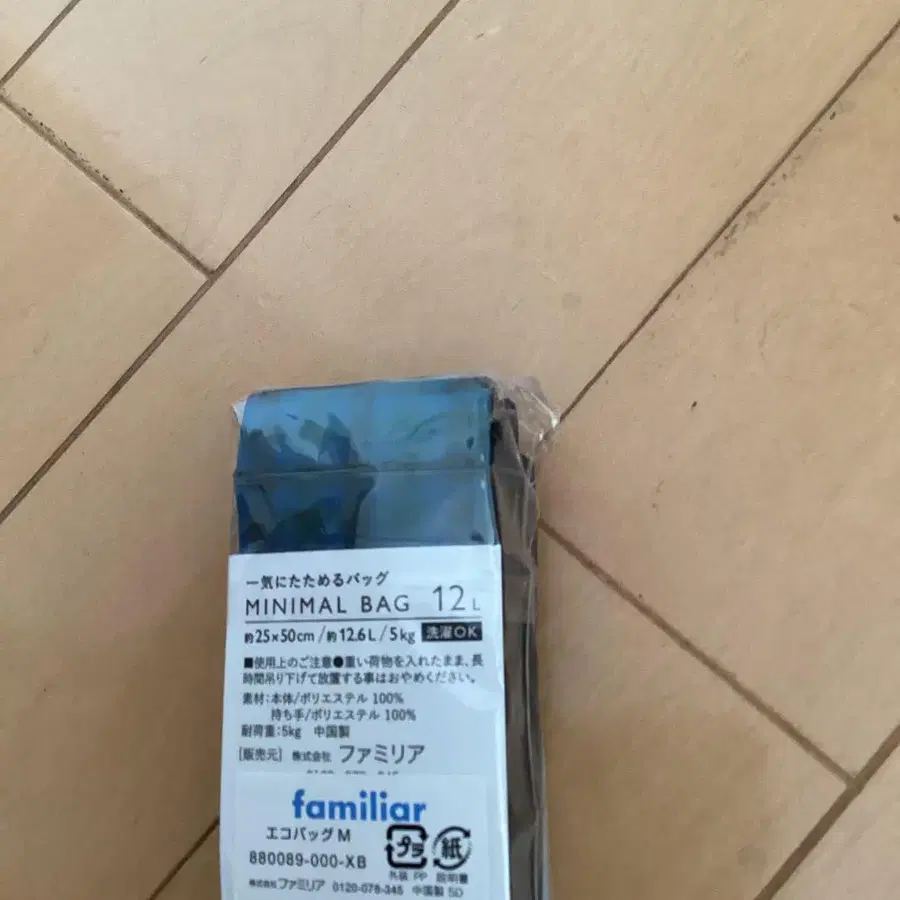 一気にたためるバッグ
MINIMAL BAG 12L
約25×50cm/約12.6L/5kg 洗濯OK
■使用上のご注意●重い荷物を入れたまま、長
時間吊り下げて放置する事はおやめください。
素材:本体/ポリエステル 100%
持ち手/ポリエステル 100%
耐荷重:5kg 中国製
[販売元] 株式会社 ファミリア
familiar
エコバッグ M
880089-000-XB
プラ 紙
外装 PP 説明書
株式会社ファミリア 0120-078-345 中国製 SD